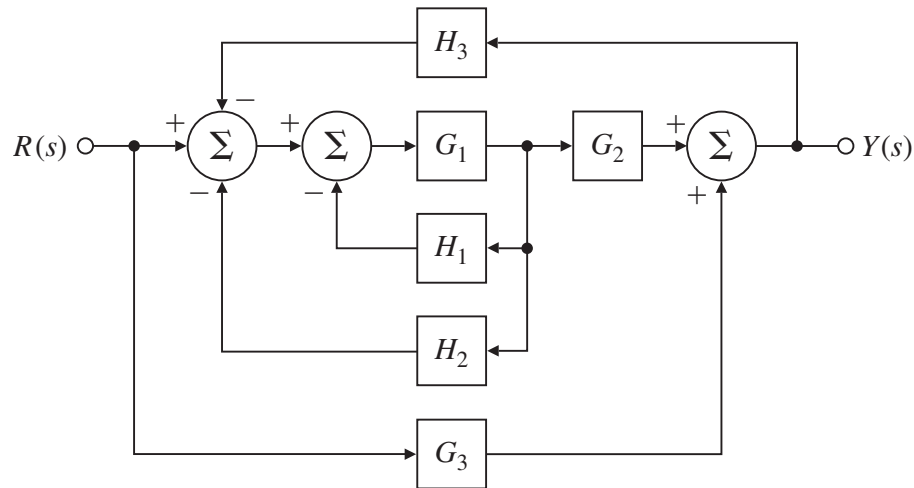 H₃
R(s) + − Σ + Σ G₁ G₂ + Σ Y(s)
− − +
H₁
H₂
G₃